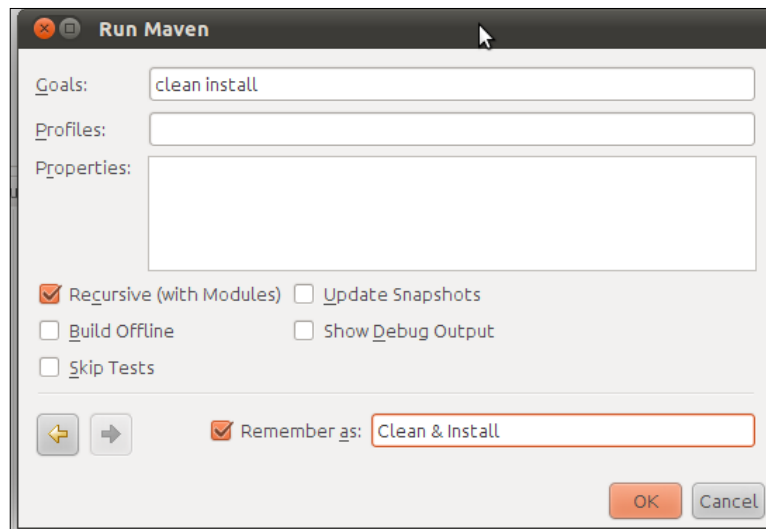 Run Maven
Goals: clean install
Profiles:
Properties:
Recursive (with Modules) Update Snapshots
Build Offline Show Debug Output
Skip Tests
Remember as: Clean & Install
OK Cancel